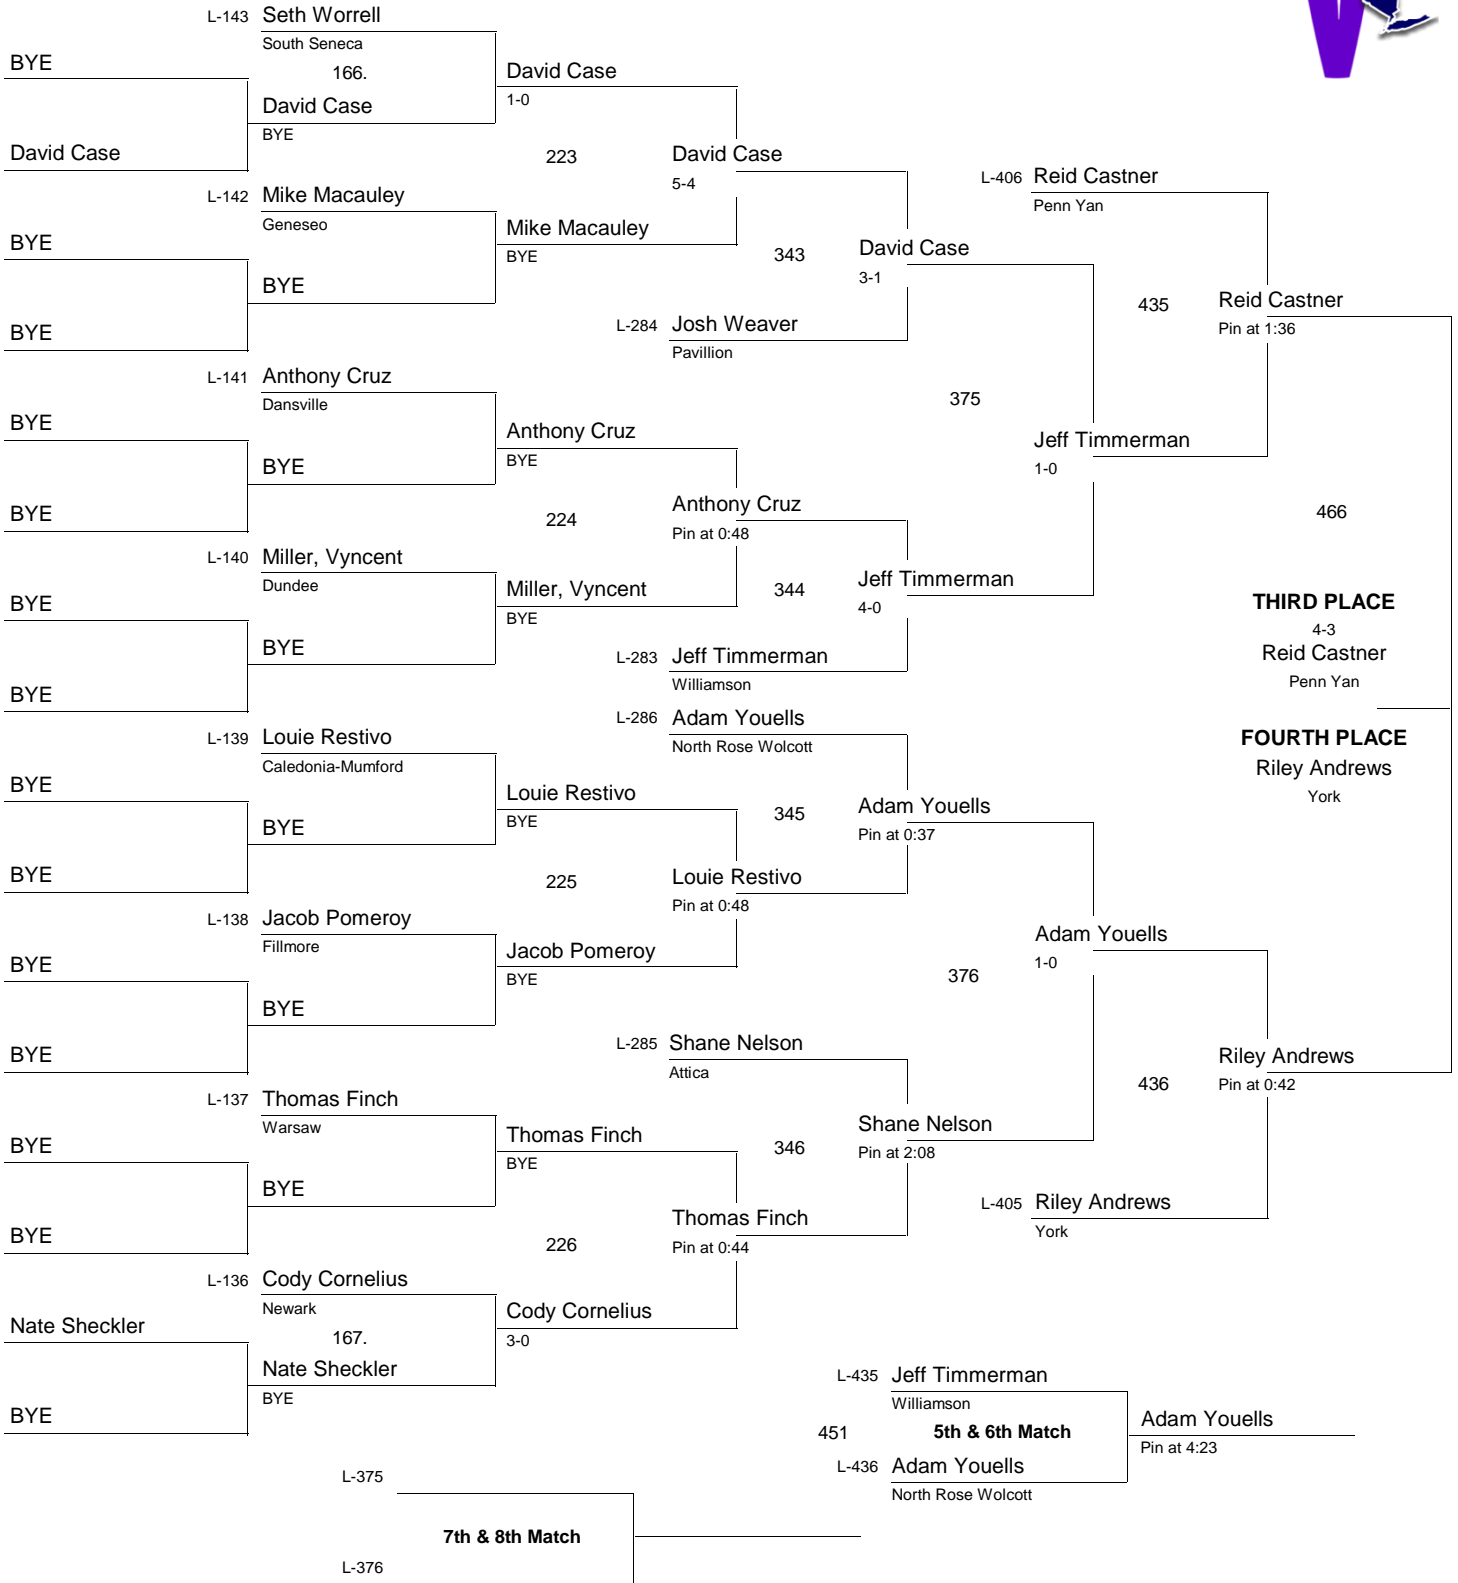 L-143 Seth Worrell
South Seneca
BYE
166.
David Case
1-0
David Case
BYE
David Case
223
David Case
5-4
L-406 Reid Castner
Penn Yan
L-142 Mike Macauley
Geneseo
BYE
Mike Macauley
BYE
343
David Case
3-1
BYE
BYE
L-284 Josh Weaver
Pavillion
435
Reid Castner
Pin at 1:36
L-141 Anthony Cruz
Dansville
BYE
375
Anthony Cruz
BYE
BYE
Jeff Timmerman
1-0
BYE
224
Anthony Cruz
Pin at 0:48
466
L-140 Miller, Vyncent
Dundee
BYE
Miller, Vyncent
BYE
344
Jeff Timmerman
4-0
BYE
BYE
L-283 Jeff Timmerman
Williamson
THIRD PLACE
4-3
Reid Castner
Penn Yan
L-286 Adam Youells
North Rose Wolcott
L-139 Louie Restivo
Caledonia-Mumford
FOURTH PLACE
Riley Andrews
York
BYE
Louie Restivo
BYE
345
Adam Youells
Pin at 0:37
BYE
BYE
225
Louie Restivo
Pin at 0:48
L-138 Jacob Pomeroy
Fillmore
BYE
Jacob Pomeroy
BYE
376
Adam Youells
1-0
BYE
BYE
L-285 Shane Nelson
Attica
436
Riley Andrews
Pin at 0:42
L-137 Thomas Finch
Warsaw
BYE
Thomas Finch
BYE
346
Shane Nelson
Pin at 2:08
BYE
BYE
226
Thomas Finch
Pin at 0:44
L-405 Riley Andrews
York
L-136 Cody Cornelius
Newark
Nate Sheckler
167.
Cody Cornelius
3-0
Nate Sheckler
BYE
BYE
L-435 Jeff Timmerman
Williamson
451
5th & 6th Match
Adam Youells
Pin at 4:23
L-436 Adam Youells
North Rose Wolcott
L-375
7th & 8th Match
L-376